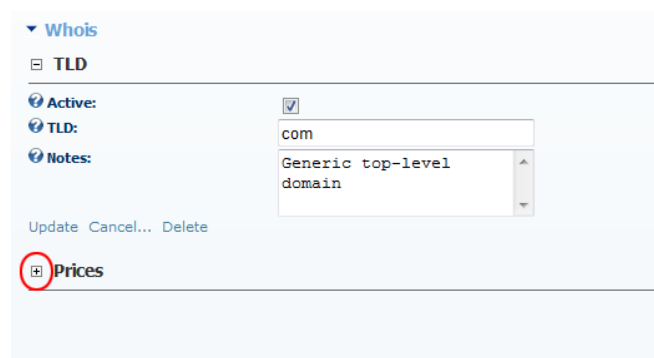 Whois
TLD
Active:
TLD:
com
Notes:
Generic top-level
domain
Update Cancel... Delete
Prices